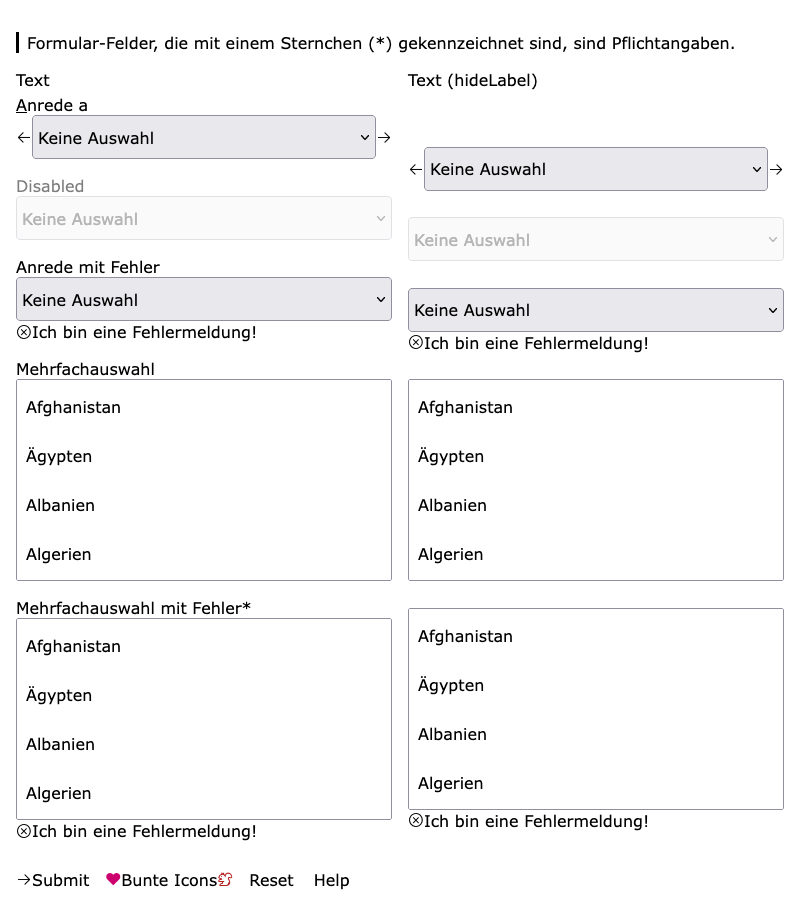 Formular-Felder, die mit einem Sternchen (*) gekennzeichnet sind, sind Pflichtangaben.
Text
Anrede a
← Keine Auswahl →
Disabled
Keine Auswahl
Anrede mit Fehler
Keine Auswahl
Ich bin eine Fehlermeldung!
Mehrfachauswahl
Afghanistan
Ägypten
Albanien
Algerien
Mehrfachauswahl mit Fehler*
Afghanistan
Ägypten
Albanien
Algerien
Ich bin eine Fehlermeldung!
Text (hideLabel)
← Keine Auswahl →
Keine Auswahl
Keine Auswahl
Ich bin eine Fehlermeldung!
Afghanistan
Ägypten
Albanien
Algerien
Afghanistan
Ägypten
Albanien
Algerien
Ich bin eine Fehlermeldung!
→Submit Bunte Icons Reset Help